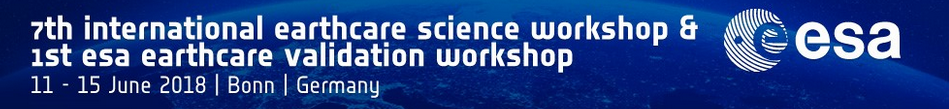 7th international earthcare science workshop &
1st esa earthcare validation workshop
11 - 15 June 2018 | Bonn | Germany
esa